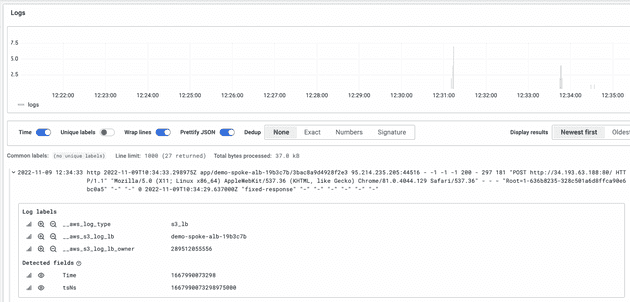 Logs
7.5
5.0
2.5
12:22:00 12:23:00 12:24:00 12:25:00 12:26:00 12:27:00 12:28:00 12:29:00 12:30:00 12:31:00 12:32:00 12:33:00 12:34:00 12:35:00
logs
Time Unique labels Wrap lines Prettify JSON Dedup None Exact Numbers Signature Display results Newest first Oldes
Common labels: (no unique labels) Line limit: 1000 (27 returned) Total bytes processed: 37.0 kB
2022-11-09 12:34:33 http 2022-11-09T10:34:33.298975Z app/demo-spoke-alb-19b3c7b/3bac8a9d4928f2e3 95.214.235.205:44516 - -1 -1 -1 200 - 297 181 "POST http://34.193.63.188:80/ HT
TP/1.1" "Mozilla/5.0 (X11; Linux x86_64) AppleWebKit/537.36 (KHTML, like Gecko) Chrome/81.0.4044.129 Safari/537.36" - - - "Root=1-636b8235-328c501a6d8ffca90e6
bc0a5" "-" "-" 0 2022-11-09T10:34:29.637000Z "fixed-response" "-" "-" "-" "-" "-" "-"
Log labels
__aws_log_type s3_lb
__aws_s3_log_lb demo-spoke-alb-19b3c7b
__aws_s3_log_lb_owner 289512055556
Detected fields
Time 1667990073298
tsNs 1667990073298975000